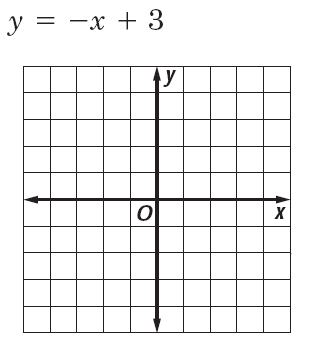 y = −x + 3
y
O
x